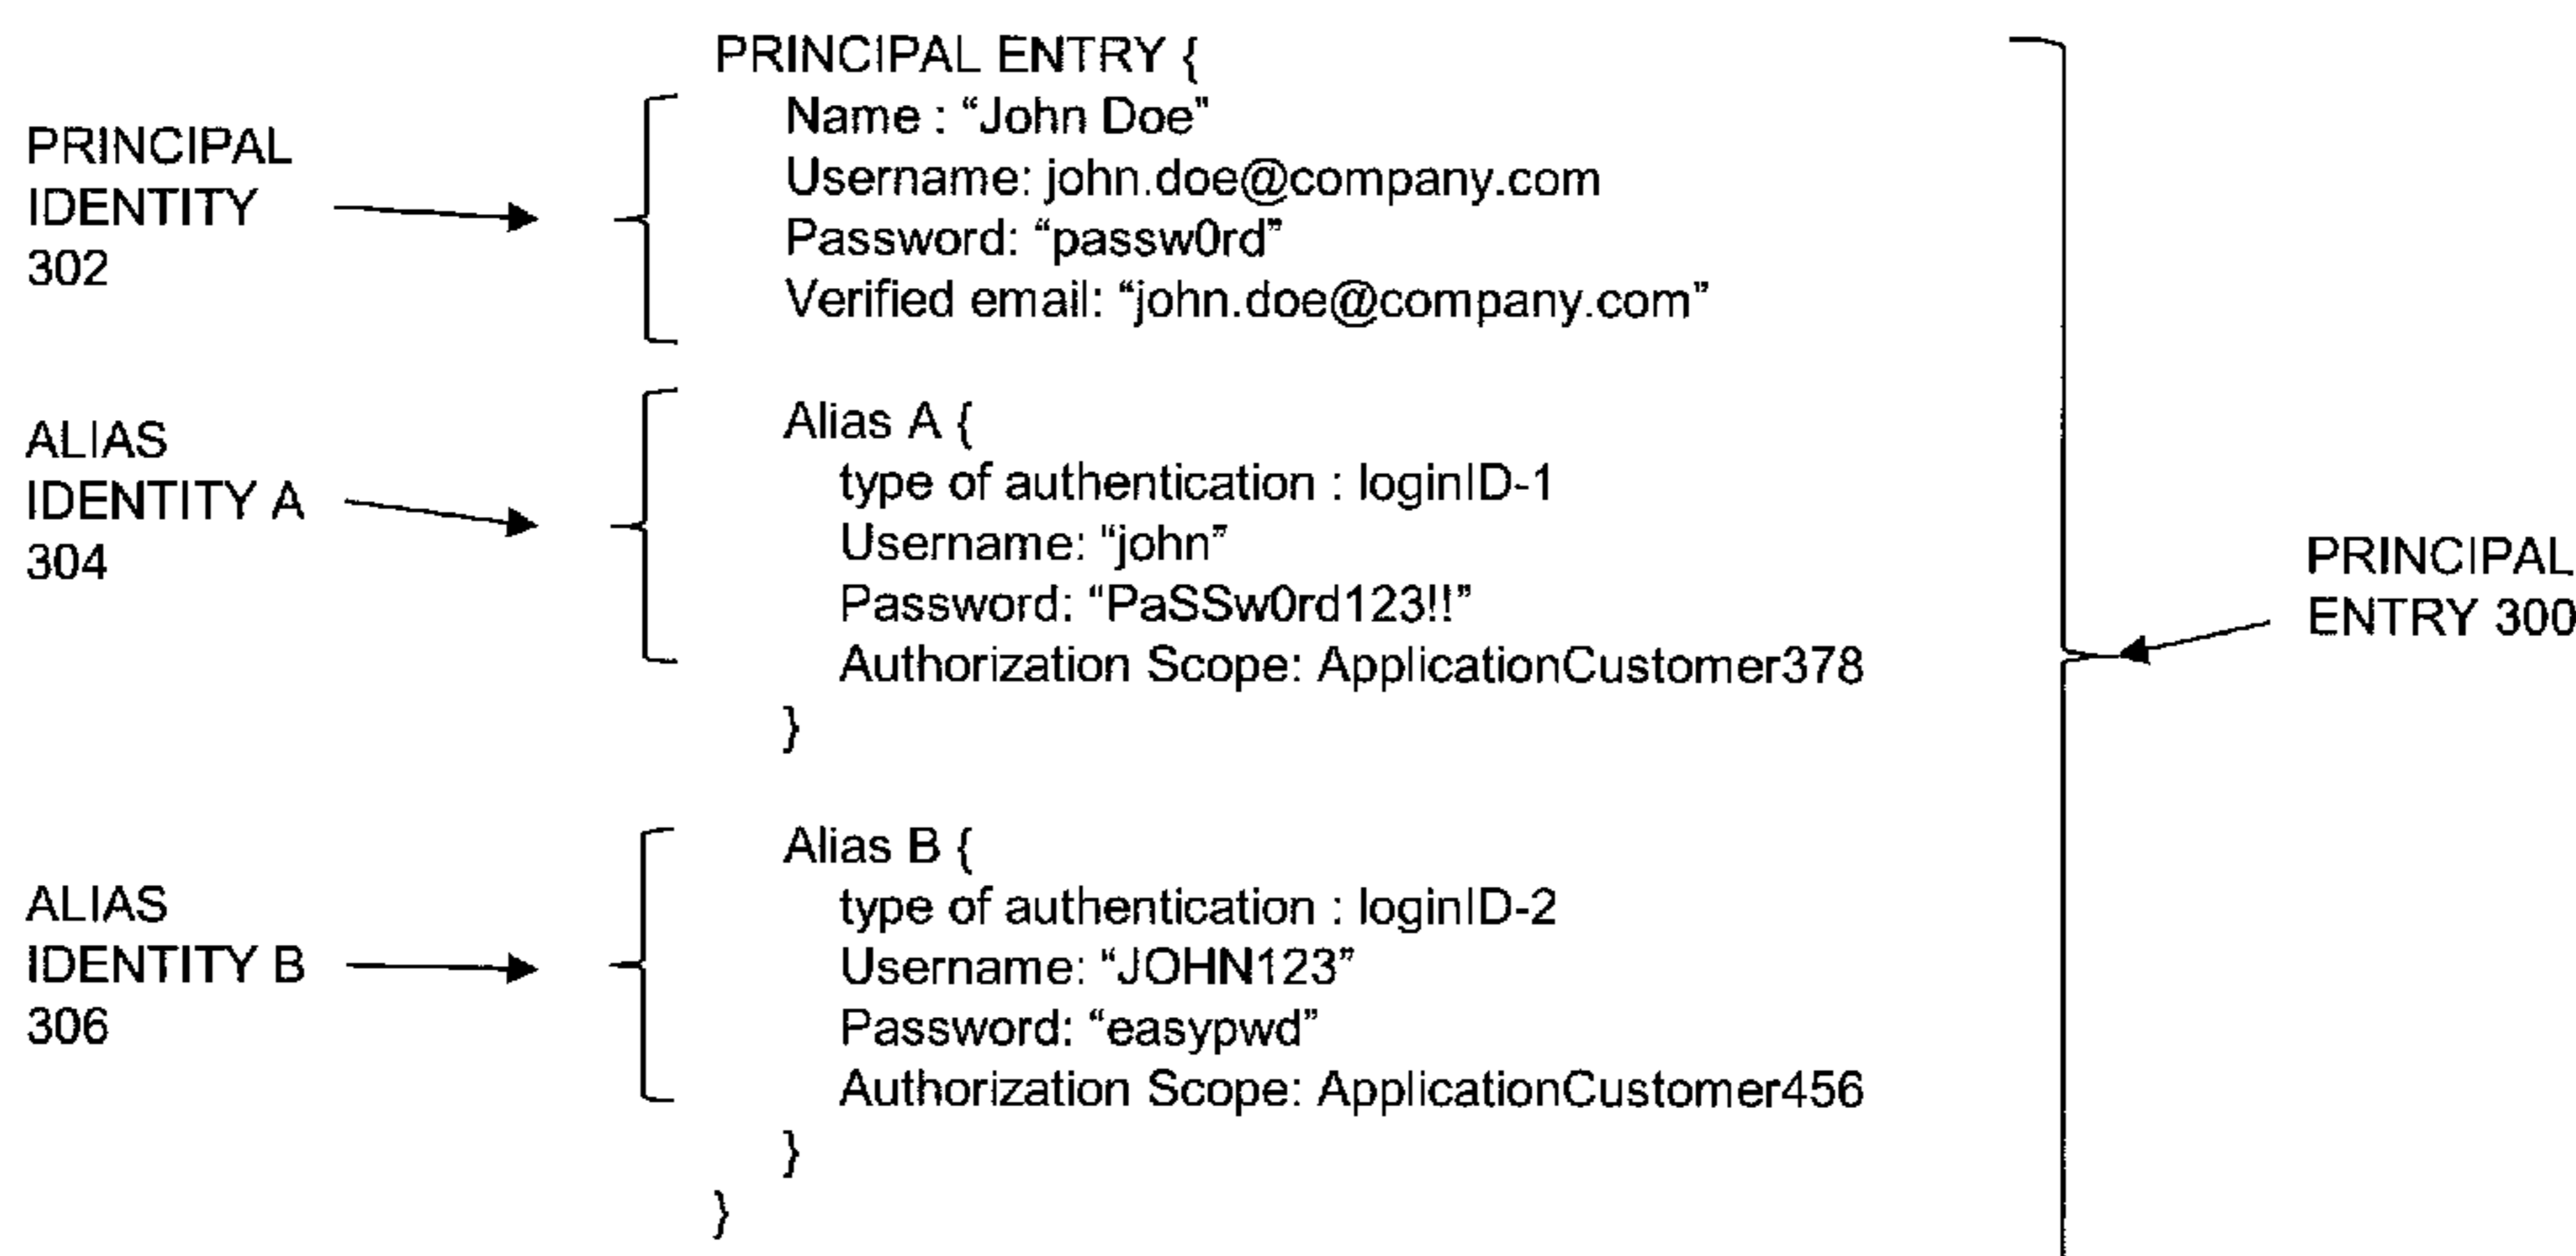 PRINCIPAL ENTRY {
Name : “John Doe"
Username: john.doe@company.com
Password: “passw0rd”
Verified email: “john.doe@company.com”
PRINCIPAL
IDENTITY
302
Alias A {
type of authentication : loginID-1
Username: “john”
Password: “PaSSw0rd123!!”
Authorization Scope: ApplicationCustomer378
}
ALIAS
IDENTITY A
304
Alias B {
type of authentication : loginID-2
Username: “JOHN123”
Password: “easypwd”
Authorization Scope: ApplicationCustomer456
}
}
ALIAS
IDENTITY B
306
PRINCIPAL
ENTRY 300